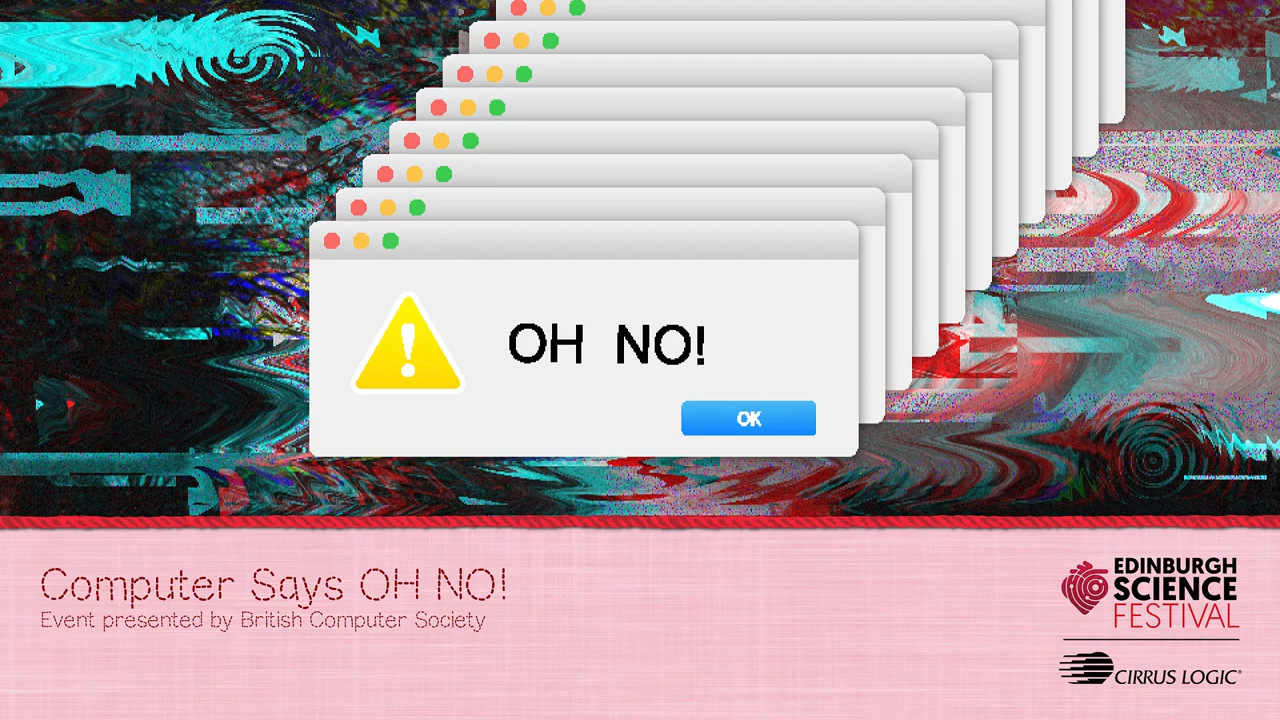 OH NO!
OK
Computer Says OH NO!
Event presented by British Computer Society
EDINBURGH
SCIENCE
FESTIVAL
CIRRUS LOGIC®